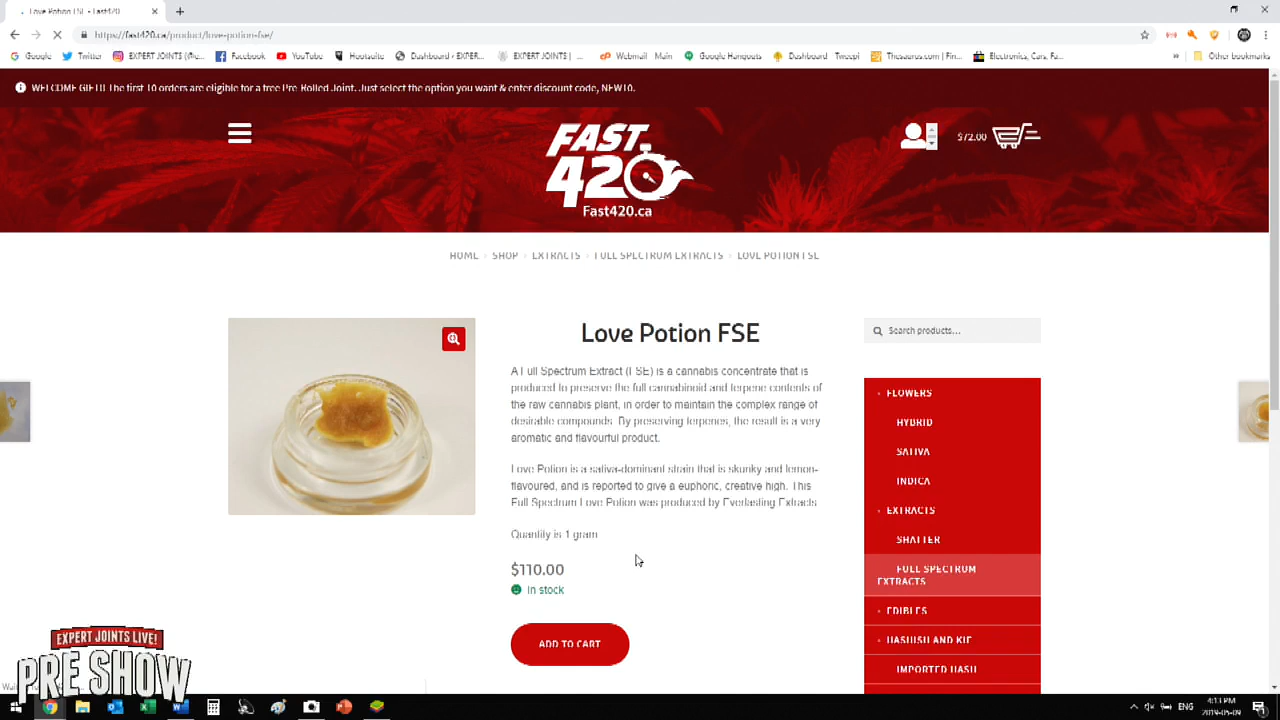 Love Potion FSE - Fast420
https://fast420.ca/product/love-potion-fse/
Google Twitter EXPERT JOINTS (@e... Facebook YouTube Hootsuite Dashboard / EXPER... EXPERT JOINTS | ... Webmail Main Google Hangouts Dashboard Tweepi Thesaurus.com | Fin... Electronics, Cars, Fa... » Other bookmarks
WELCOME GIFT! The first 10 orders are eligible for a free Pre-Rolled Joint. Just select the option you want & enter discount code, NEW10.
FAST
420
Fast420.ca
$72.00
HOME › SHOP › EXTRACTS › FULL SPECTRUM EXTRACTS › LOVE POTION FSE
Love Potion FSE
A Full Spectrum Extract (FSE) is a cannabis concentrate that is
produced to preserve the full cannabinoid and terpene contents of
the raw cannabis plant, in order to maintain the complex range of
desirable compounds. By preserving terpenes, the result is a very
aromatic and flavourful product.
Love Potion is a sativa-dominant strain that is skunky and lemon-
flavoured, and is reported to give a euphoric, creative high. This
Full Spectrum Love Potion was produced by Everlasting Extracts
Quantity is 1 gram
$110.00
In stock
ADD TO CART
Search products...
FLOWERS
HYBRID
SATIVA
INDICA
EXTRACTS
SHATTER
FULL SPECTRUM
EXTRACTS
EDIBLES
HASHISH AND KIF
IMPORTED HASH
EXPERT JOINTS LIVE!
PRE SHOW
ENG
4:13 PM
2019-05-09